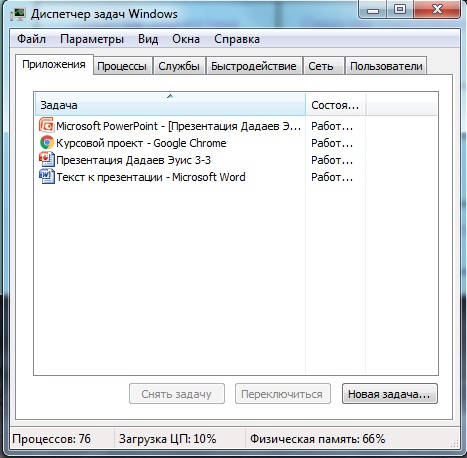 Диспетчер задач Windows
Файл Параметры Вид Окна Справка
Приложения Процессы Службы Быстродействие Сеть Пользователи
Задача Состоя...
Microsoft PowerPoint - [Презентация Дадаев Э... Работ...
Курсовой проект - Google Chrome Работ...
Презентация Дадаев Эуис 3-3 Работ...
Текст к презентации - Microsoft Word Работ...
Снять задачу Переключиться Новая задача...
Процессов: 76 Загрузка ЦП: 10% Физическая память: 66%